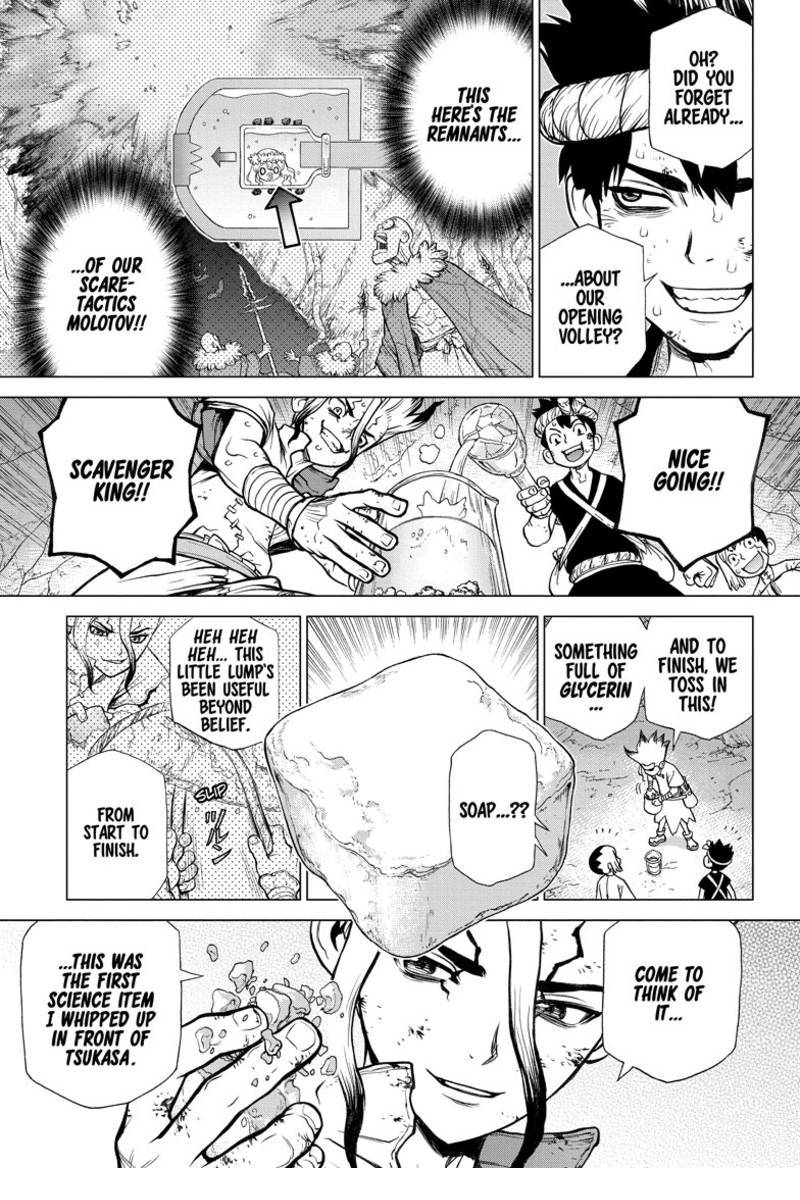 OH?
DID YOU
FORGET
ALREADY...
...ABOUT
OUR
OPENING
VOLLEY?
THIS
HERE'S THE
REMNANTS...
...OF OUR
SCARE-
TACTICS
MOLOTOV!!
NICE
GOING!!
SCAVENGER
KING!!
AND TO
FINISH, WE
TOSS IN
THIS!
SOMETHING
FULL OF
GLYCERIN
...
SOAP...??
HEH HEH
HEH... THIS
LITTLE LUMP'S
BEEN USEFUL
BEYOND
BELIEF.
SLIP
ズルン
FROM
START TO
FINISH.
COME TO
THINK OF
IT...
...THIS WAS
THE FIRST
SCIENCE ITEM
I WHIPPED UP
IN FRONT OF
TSUKASA.